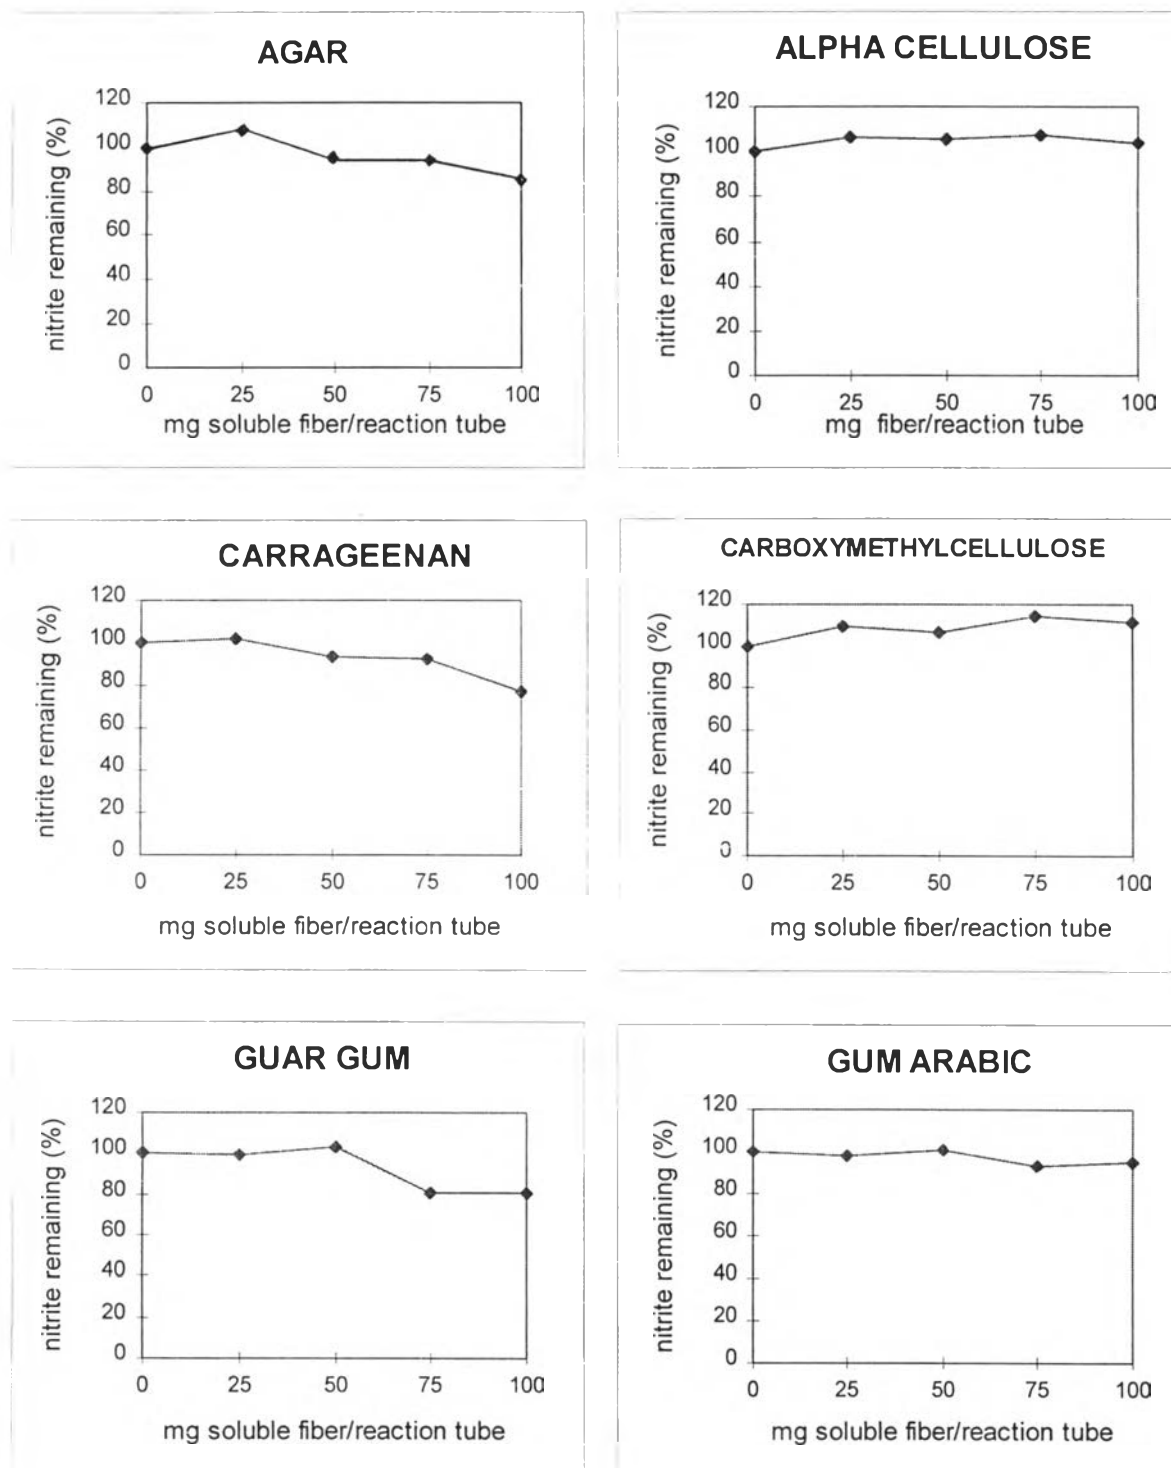 AGAR
nitrite remaining (%)
120
100
80
60
40
20
0
0 25 50 75 100
mg soluble fiber/reaction tube
ALPHA CELLULOSE
nitrite remaining (%)
120
100
80
60
40
20
0
0 25 50 75 100
mg fiber/reaction tube
CARRAGEENAN
nitrite remaining (%)
120
100
80
60
40
20
0
0 25 50 75 100
mg soluble fiber/reaction tube
CARBOXYMETHYLCELLULOSE
nitrite remaining (%)
120
100
80
60
40
20
0
0 25 50 75 100
mg soluble fiber/reaction tube
GUAR GUM
nitrite remaining (%)
120
100
80
60
40
20
0
0 25 50 75 100
mg soluble fiber/reaction tube
GUM ARABIC
nitrite remaining (%)
120
100
80
60
40
20
0
0 25 50 75 100
mg soluble fiber/reaction tube